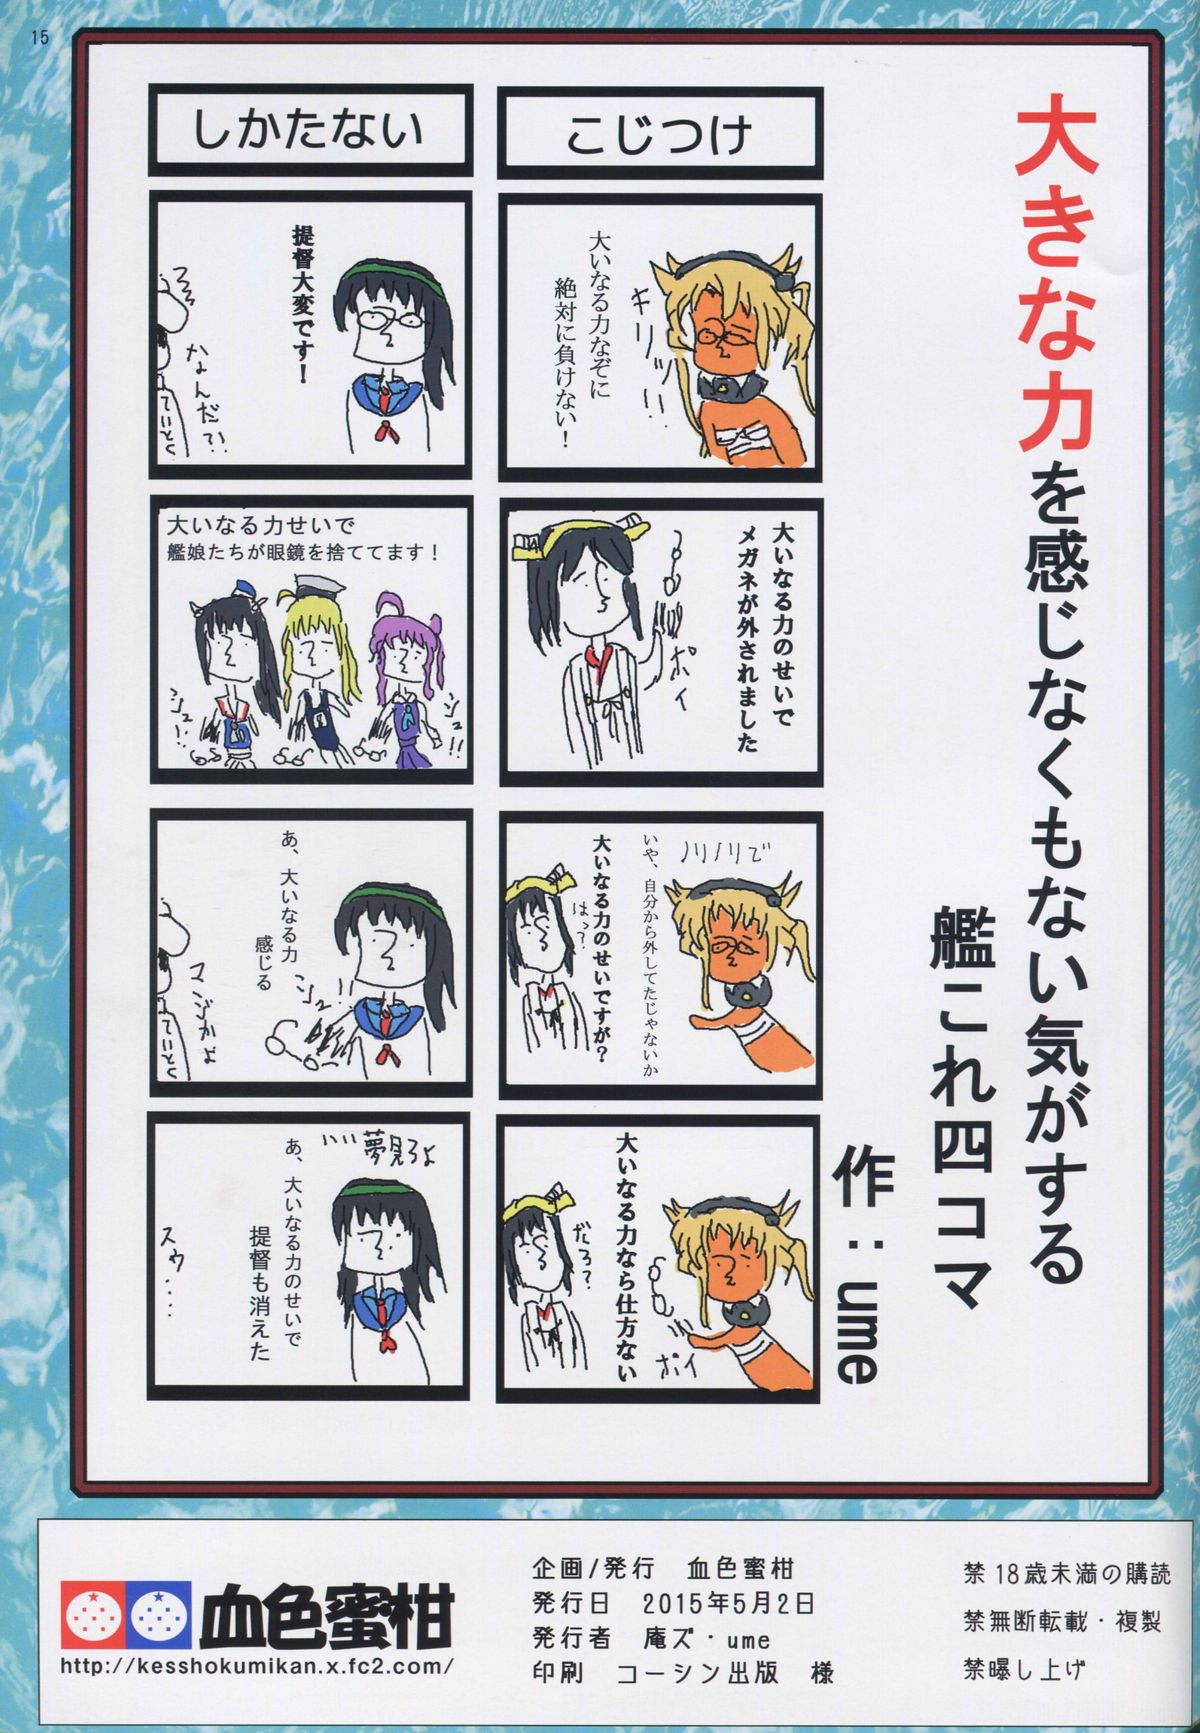 15
大きな力を感じなくもない気がする
艦これ四コマ
作：ume
こじつけ
大いなる力なぞに
絶対に負けない！
キリッ!!
大いなる力のせいで
メガネが外されました
ポイ
ノリノリで
いや、自分から外してたじゃないか
大いなる力のせいですが？
はっ？
大いなる力なら仕方ない
だろ？
ポイ
しかたない
提督大変です！
なんだ??
ていとく
大いなる力せいで
艦娘たちが眼鏡を捨ててます！
シュ!!
シュ!!
あ、大いなる力
感じる
シュ!!
マジかよ
ていとく
いい夢見ろよ
あ、大いなる力のせいで
提督も消えた
スゥ....
血色蜜柑
http://kesshokumikan.x.fc2.com/
企画/発行　血色蜜柑
発行日　2015年5月2日
発行者　庵ズ・ume
印刷　コーシン出版　様
禁18歳未満の購読
禁無断転載・複製
禁曝し上げ